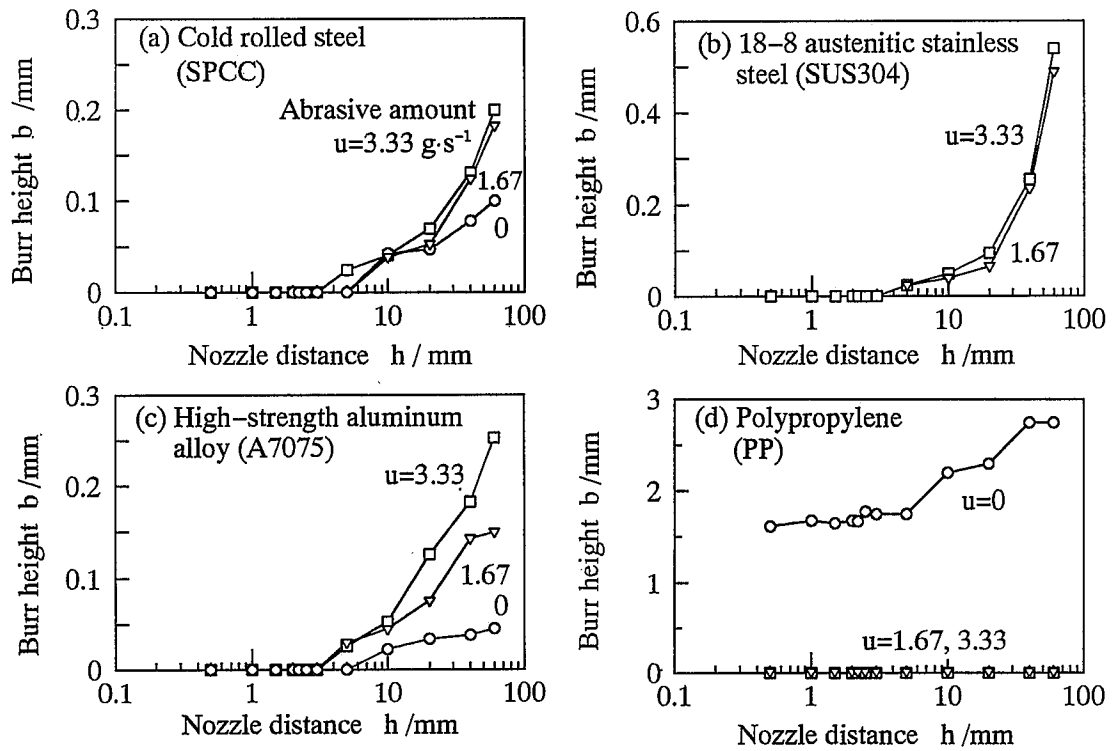 (a) Cold rolled steel
(SPCC)
Abrasive amount
u=3.33 g·s⁻¹
1.67
0
0.3
0.2
0.1
0
0.1
1
10
100
Burr height b /mm
Nozzle distance h / mm
(b) 18-8 austenitic stainless
steel (SUS304)
u=3.33
1.67
0.6
0.4
0.2
0
0.1
1
10
100
Burr height b /mm
Nozzle distance h /mm
(c) High-strength aluminum
alloy (A7075)
u=3.33
1.67
0
0.3
0.2
0.1
0
0.1
1
10
100
Burr height b /mm
Nozzle distance h /mm
(d) Polypropylene
(PP)
u=0
u=1.67, 3.33
3
2
1
0
0.1
1
10
100
Burr height b /mm
Nozzle distance h /mm